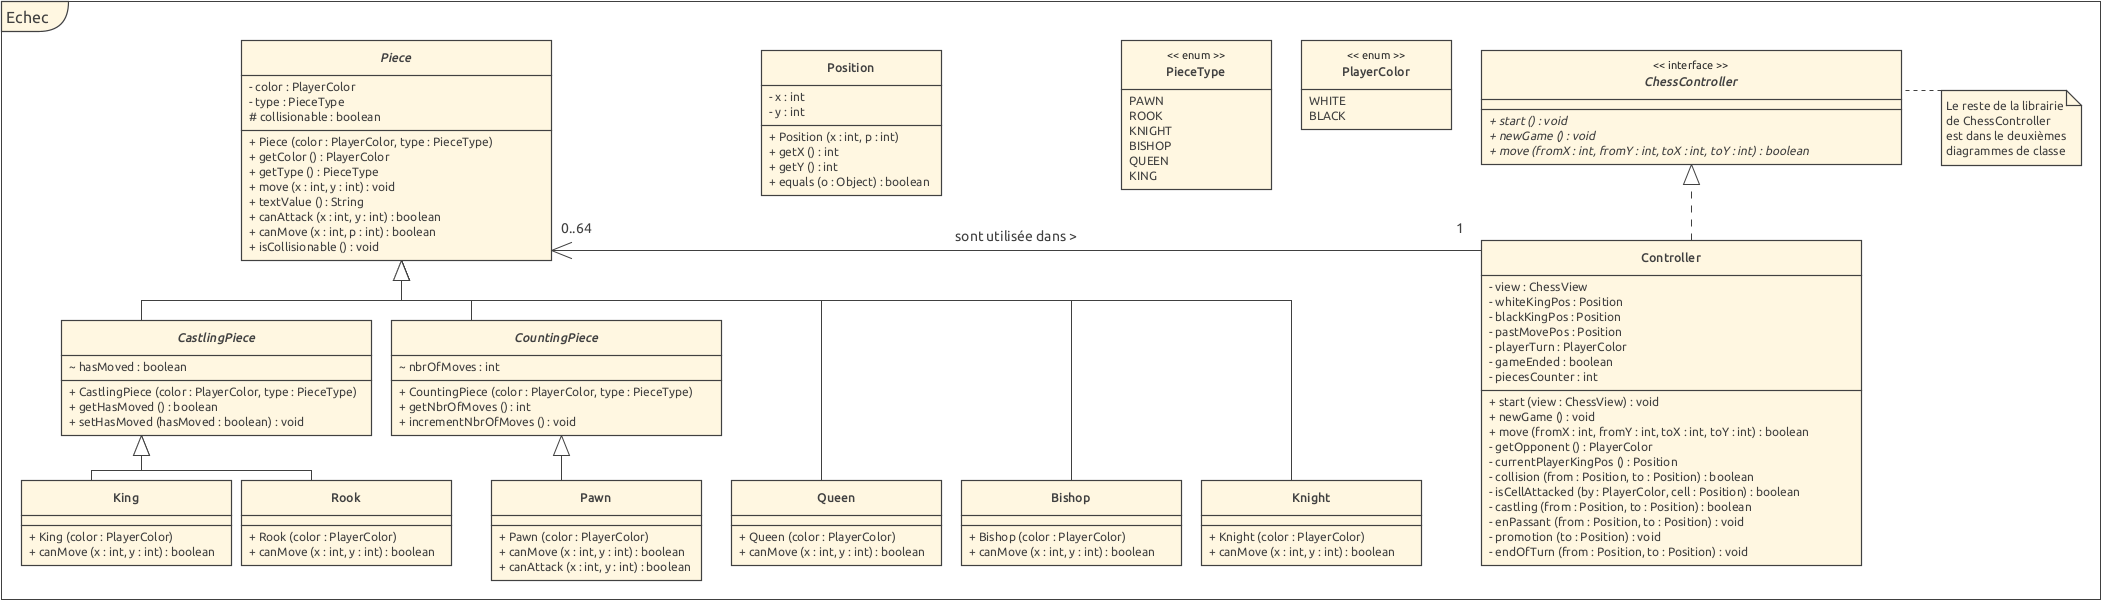 Echec
Piece
- color : PlayerColor
- type : PieceType
# collisionable : boolean
+ Piece (color : PlayerColor, type : PieceType)
+ getColor () : PlayerColor
+ getType () : PieceType
+ move (x : int, y : int) : void
+ textValue () : String
+ canAttack (x : int, y : int) : boolean
+ canMove (x : int, p : int) : boolean
+ isCollisionable () : void
Position
- x : int
- y : int
+ Position (x : int, p : int)
+ getX () : int
+ getY () : int
+ equals (o : Object) : boolean
<< enum >>
PieceType
PAWN
ROOK
KNIGHT
BISHOP
QUEEN
KING
<< enum >>
PlayerColor
WHITE
BLACK
<< interface >>
ChessController
+ start () : void
+ newGame () : void
+ move (fromX : int, fromY : int, toX : int, toY : int) : boolean
Le reste de la librairie
de ChessController
est dans le deuxièmes
diagrammes de classe
0..64
sont utilisée dans >
1
Controller
- view : ChessView
- whiteKingPos : Position
- blackKingPos : Position
- pastMovePos : Position
- playerTurn : PlayerColor
- gameEnded : boolean
- piecesCounter : int
+ start (view : ChessView) : void
+ newGame () : void
+ move (fromX : int, fromY : int, toX : int, toY : int) : boolean
- getOpponent () : PlayerColor
- currentPlayerKingPos () : Position
- collision (from : Position, to : Position) : boolean
- isCellAttacked (by : PlayerColor, cell : Position) : boolean
- castling (from : Position, to : Position) : boolean
- enPassant (from : Position, to : Position) : void
- promotion (to : Position) : void
- endOfTurn (from : Position, to : Position) : void
CastlingPiece
~ hasMoved : boolean
+ CastlingPiece (color : PlayerColor, type : PieceType)
+ getHasMoved () : boolean
+ setHasMoved (hasMoved : boolean) : void
CountingPiece
~ nbrOfMoves : int
+ CountingPiece (color : PlayerColor, type : PieceType)
+ getNbrOfMoves () : int
+ incrementNbrOfMoves () : void
King
+ King (color : PlayerColor)
+ canMove (x : int, y : int) : boolean
Rook
+ Rook (color : PlayerColor)
+ canMove (x : int, y : int) : boolean
Pawn
+ Pawn (color : PlayerColor)
+ canMove (x : int, y : int) : boolean
+ canAttack (x : int, y : int) : boolean
Queen
+ Queen (color : PlayerColor)
+ canMove (x : int, y : int) : boolean
Bishop
+ Bishop (color : PlayerColor)
+ canMove (x : int, y : int) : boolean
Knight
+ Knight (color : PlayerColor)
+ canMove (x : int, y : int) : boolean